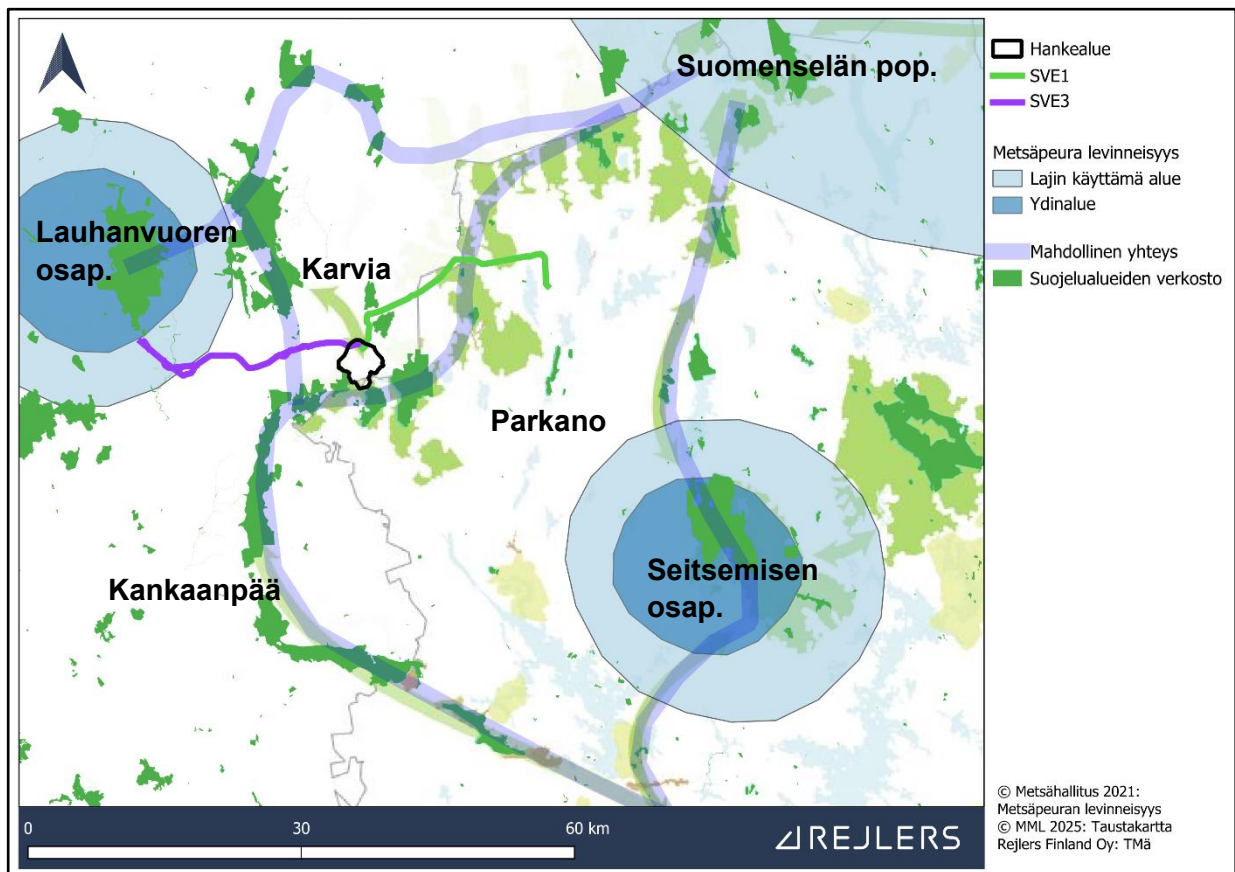 Suomenselän pop.
Lauhanvuoren
osap.
Karvia
Parkano
Kankaanpää
Seitsemisen
osap.
0
30
60 km
REJLERS
Hankealue
SVE1
SVE3
Metsäpeura levinneisyys
Lajin käyttämä alue
Ydinalue
Mahdollinen yhteys
Suojelualueiden verkosto
© Metsähallitus 2021:
Metsäpeuran levinneisyys
© MML 2025: Taustakartta
Rejlers Finland Oy: TMä